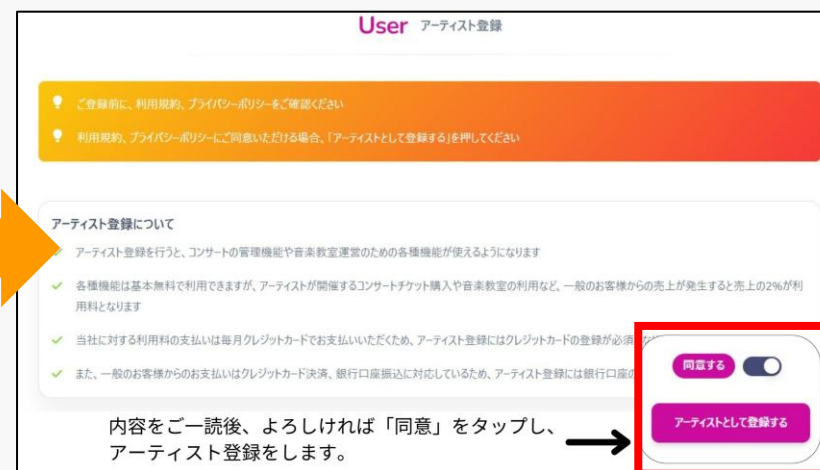 User アーティスト登録
ご登録前に、利用規約、プライバシーポリシーをご確認ください
利用規約、プライバシーポリシーにご同意いただける場合、「アーティストとして登録する」を押してください
アーティスト登録について
アーティスト登録を行うと、コンサートの管理機能や音楽教室運営のための各種機能が使えるようになります
各種機能は基本無料で利用できますが、アーティストが開催するコンサートチケット購入や音楽教室の利用など、一般のお客様からの売上が発生すると売上の2%が利
用料となります
当社に対する利用料の支払いは毎月クレジットカードでお支払いいただくため、アーティスト登録にはクレジットカードの登録が必須
また、一般のお客様からのお支払いはクレジットカード決済、銀行口座振込に対応しているため、アーティスト登録には銀行口座の
同意する
アーティストとして登録する
内容をご一読後、よろしければ「同意」をタップし、
アーティスト登録をします。